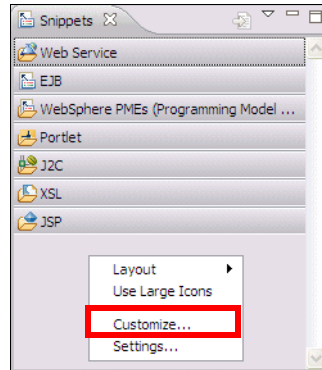 Snippets
Web Service
EJB
WebSphere PMEs (Programming Model ...
Portlet
J2C
XSL
JSP
Layout
Use Large Icons
Customize...
Settings...